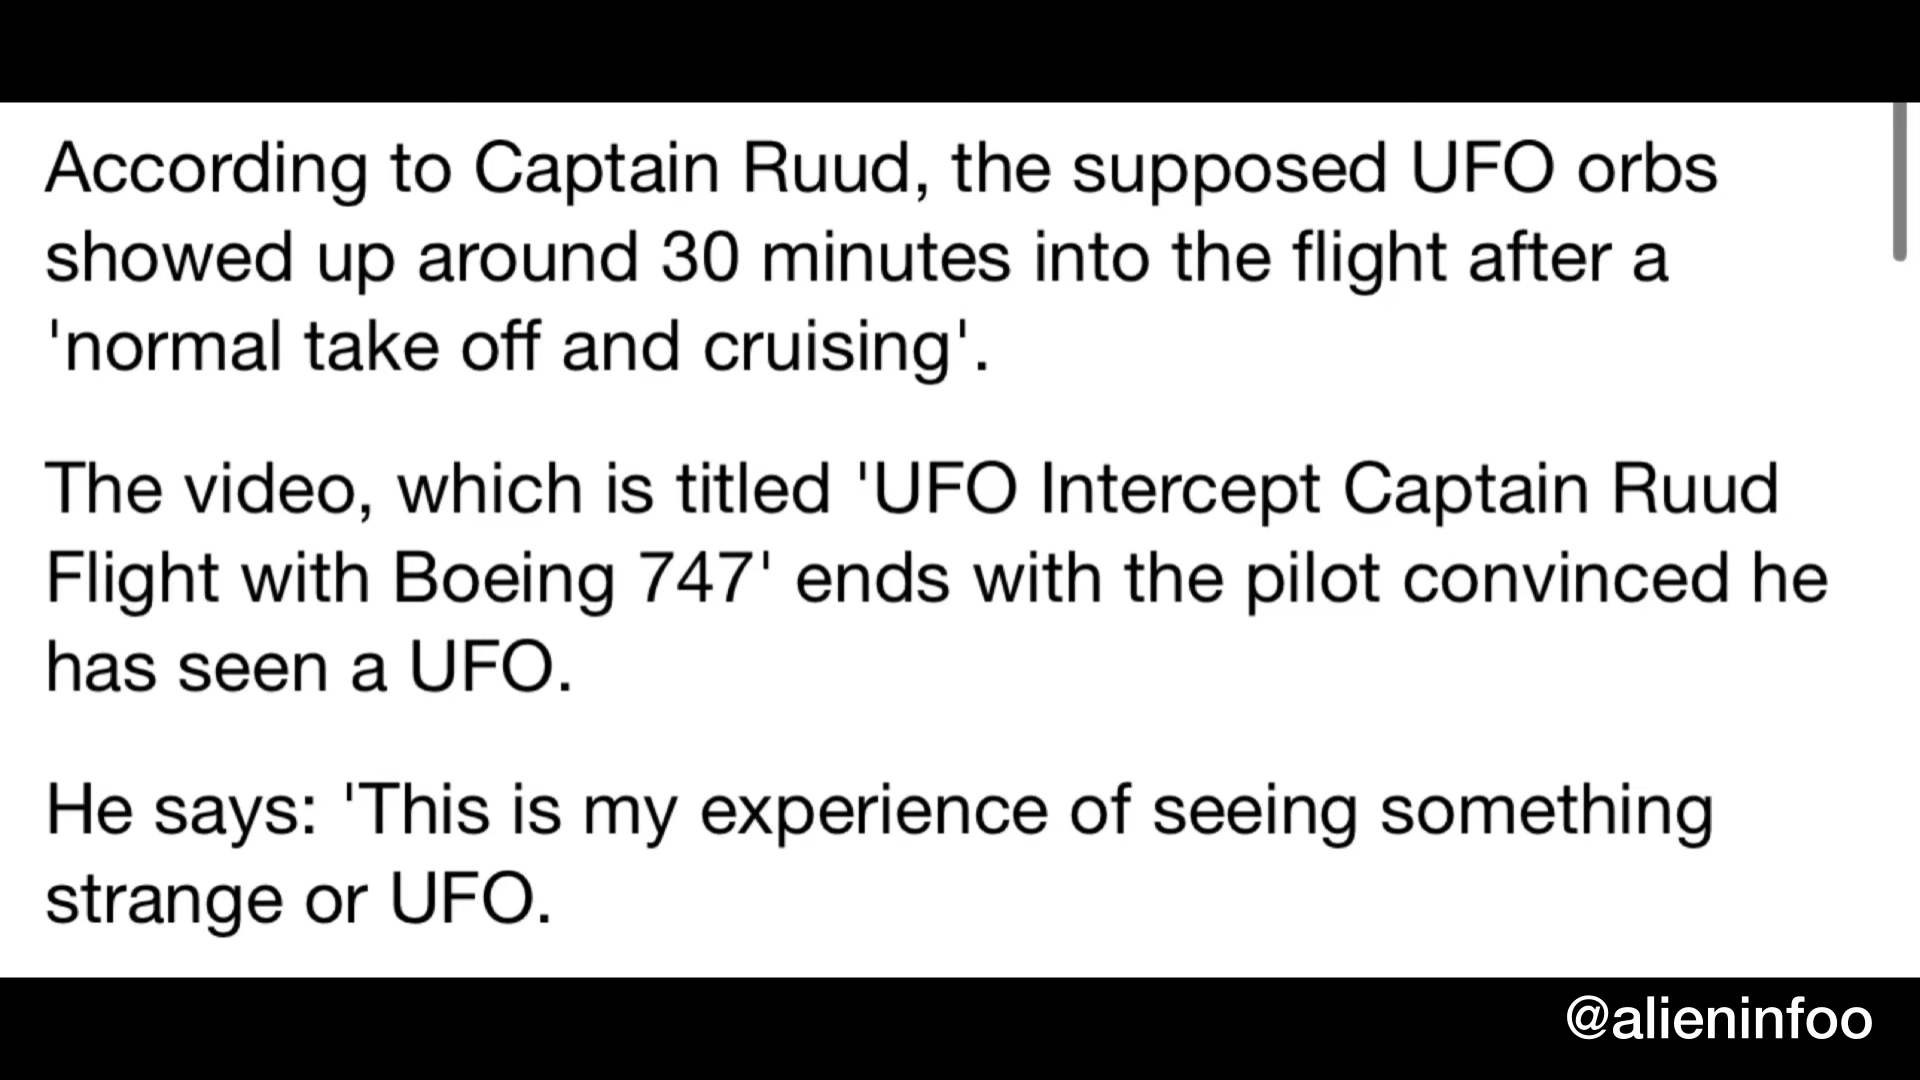 According to Captain Ruud, the supposed UFO orbs
showed up around 30 minutes into the flight after a
'normal take off and cruising'.
The video, which is titled 'UFO Intercept Captain Ruud
Flight with Boeing 747' ends with the pilot convinced he
has seen a UFO.
He says: 'This is my experience of seeing something
strange or UFO.
@alieninfoo